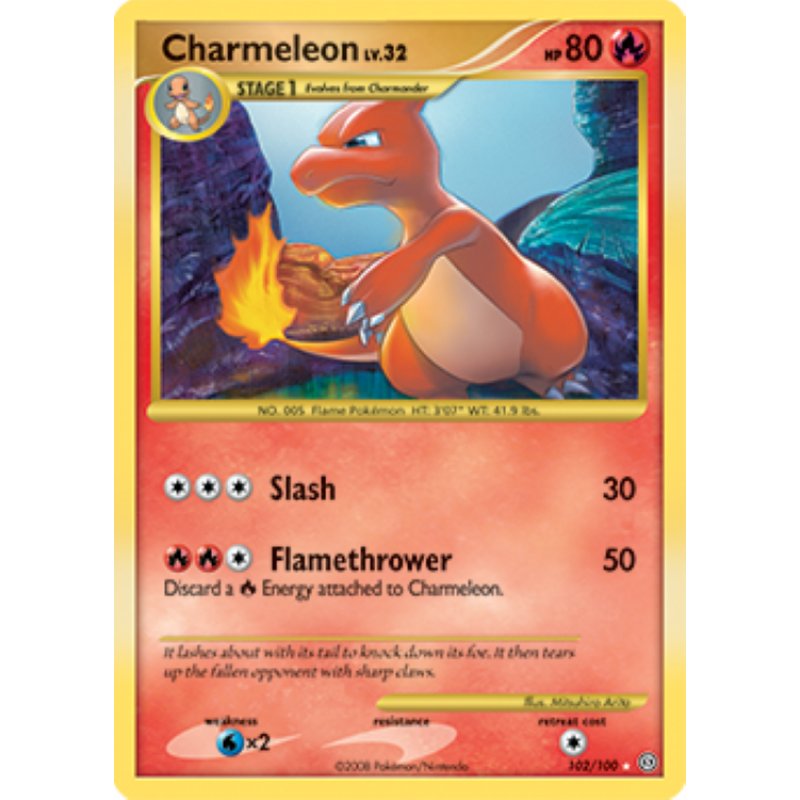 Charmeleon LV.32 HP 80
STAGE 1 Evolves from Charmander
NO. 005 Flame Pokémon HT: 3'07" WT: 41.9 lbs.
Slash 30
Flamethrower 50
Discard a Energy attached to Charmeleon.
It lashes about with its tail to knock down its foe. It then tears
up the fallen opponent with sharp claws.
Illus. Mitsuhiro Arita
weakness resistance retreat cost
×2
©2008 Pokémon/Nintendo 102/100